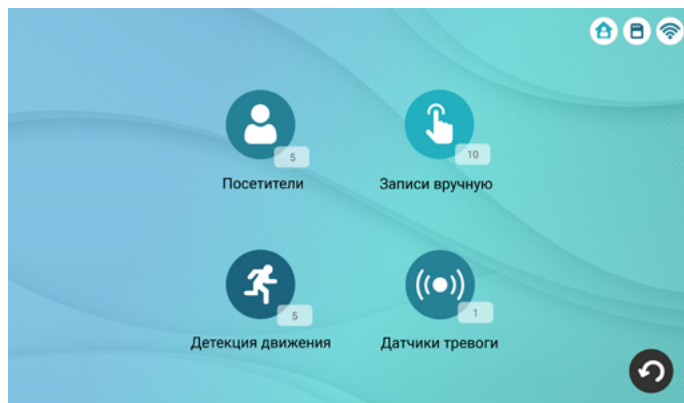 5
10
Посетители
Записи вручную
5
1
Детекция движения
Датчики тревоги